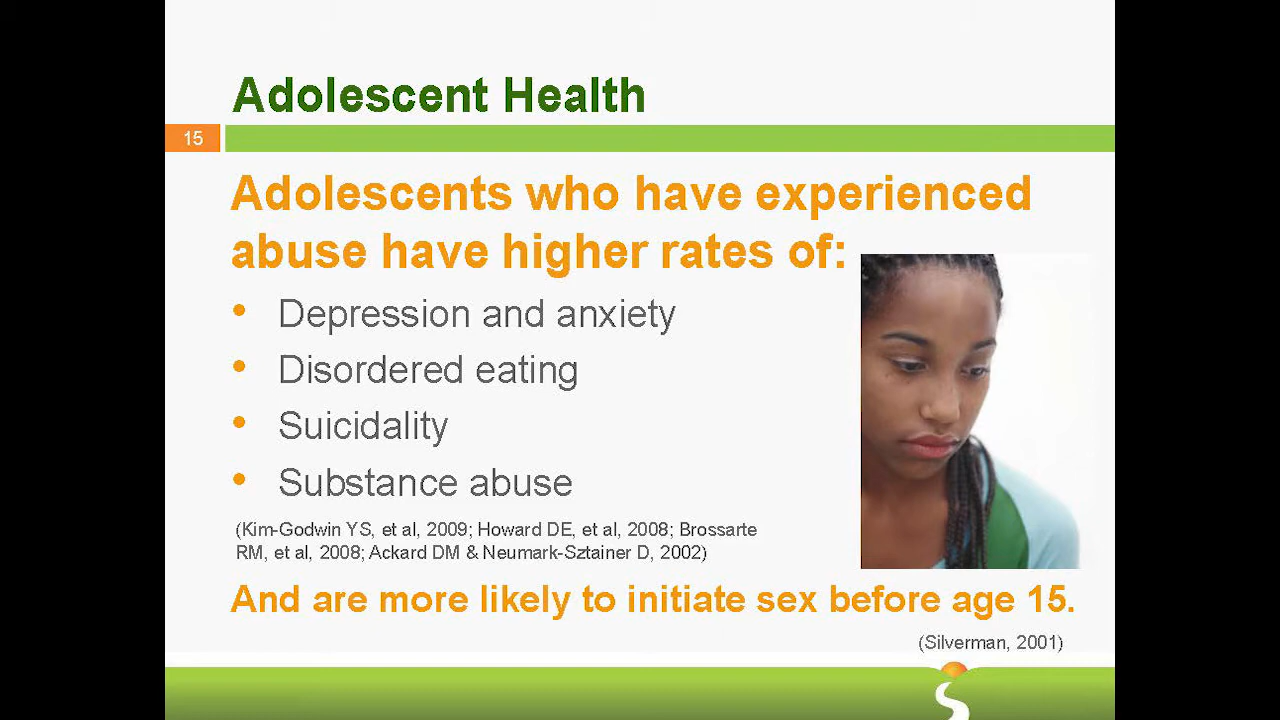 Adolescent Health
15
Adolescents who have experienced
abuse have higher rates of:
• Depression and anxiety
• Disordered eating
• Suicidality
• Substance abuse
(Kim-Godwin YS, et al, 2009; Howard DE, et al, 2008; Brossarte
RM, et al, 2008; Ackard DM & Neumark-Sztainer D, 2002)
And are more likely to initiate sex before age 15.
(Silverman, 2001)